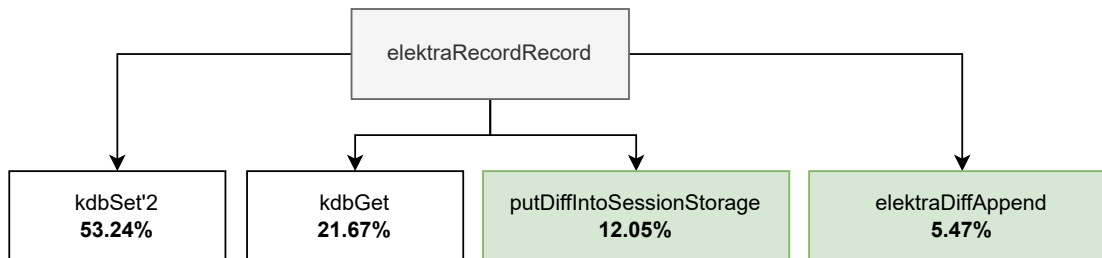 elektraRecordRecord
kdbSet'2
53.24%
kdbGet
21.67%
putDiffIntoSessionStorage
12.05%
elektraDiffAppend
5.47%